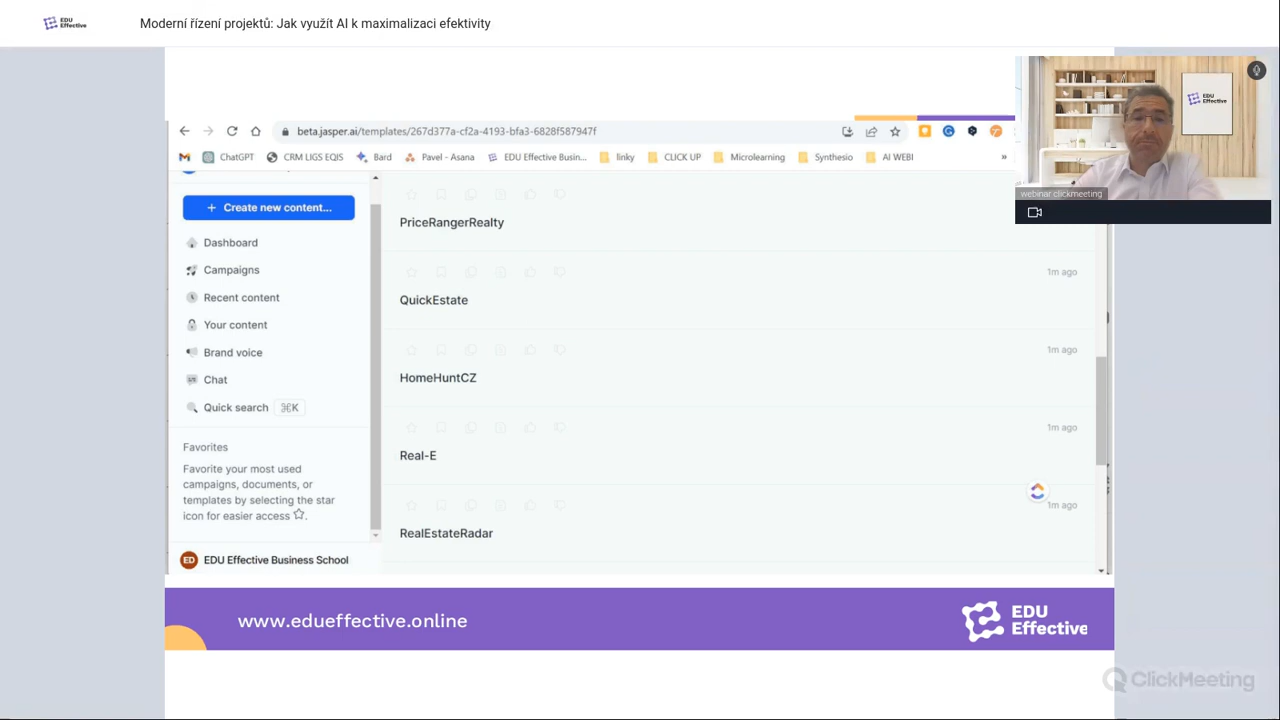 EDU
Effective
Moderní řízení projektů: Jak využít AI k maximalizaci efektivity
EDU
Effective
webinar clickmeeting
beta.jasper.ai/templates/267d377a-cf2a-4193-bfa3-6828f587947f
ChatGPT
CRM LIGS EQIS
Bard
Pavel - Asana
EDU Effective Busin...
linky
CLICK UP
Microlearning
Synthesio
AI WEBI
»
+ Create new content...
Dashboard
Campaigns
Recent content
Your content
Brand voice
Chat
Quick search ⌘K
Favorites
Favorite your most used
campaigns, documents, or
templates by selecting the star
icon for easier access ☆.
ED EDU Effective Business School
PriceRangerRealty
1m ago
QuickEstate
1m ago
HomeHuntCZ
1m ago
Real-E
1m ago
RealEstateRadar
www.edueffective.online
EDU
Effective
ClickMeeting